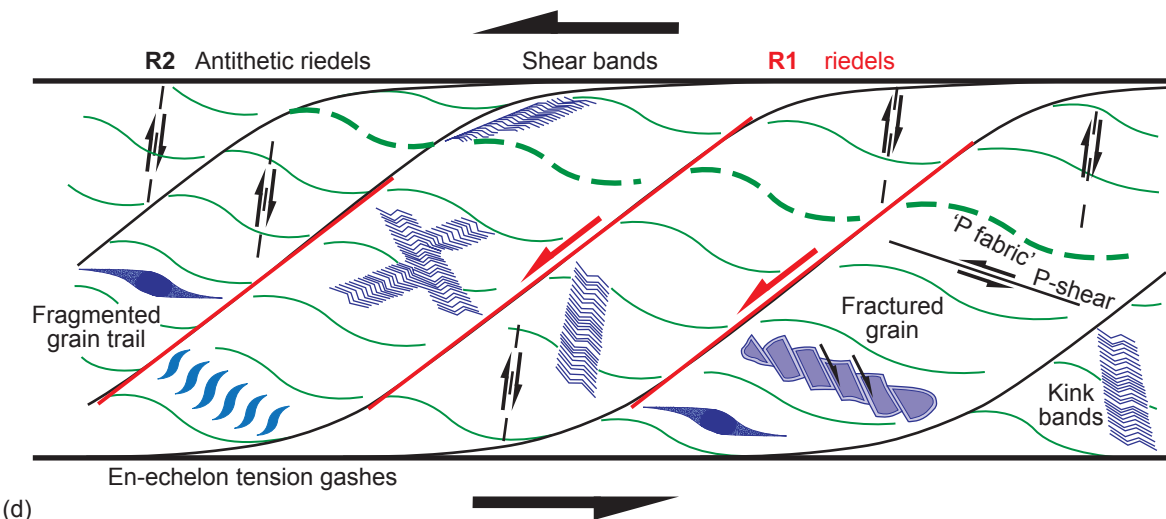 R2 Antithetic riedels
Shear bands
R1 riedels
'P fabric'
P-shear
Fragmented
grain trail
Fractured
grain
Kink
bands
En-echelon tension gashes
(d)